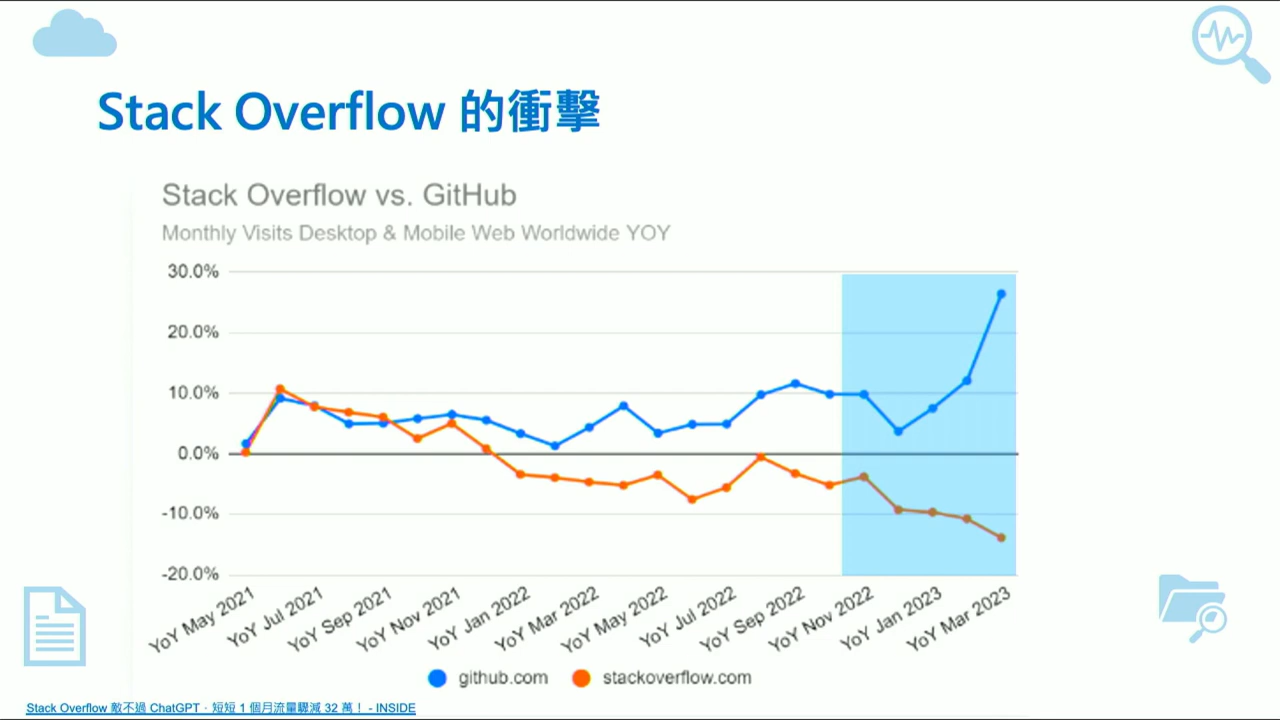 Stack Overflow 的衝擊
Stack Overflow vs. GitHub
Monthly Visits Desktop & Mobile Web Worldwide YOY
30.0%
20.0%
10.0%
0.0%
-10.0%
-20.0%
YoY May 2021
YoY Jul 2021
YoY Sep 2021
YoY Nov 2021
YoY Jan 2022
YoY Mar 2022
YoY May 2022
YoY Jul 2022
YoY Sep 2022
YoY Nov 2022
YoY Jan 2023
YoY Mar 2023
github.com stackoverflow.com
Stack Overflow 敵不過 ChatGPT,短短 1 個月流量驟減 32 萬! - INSIDE